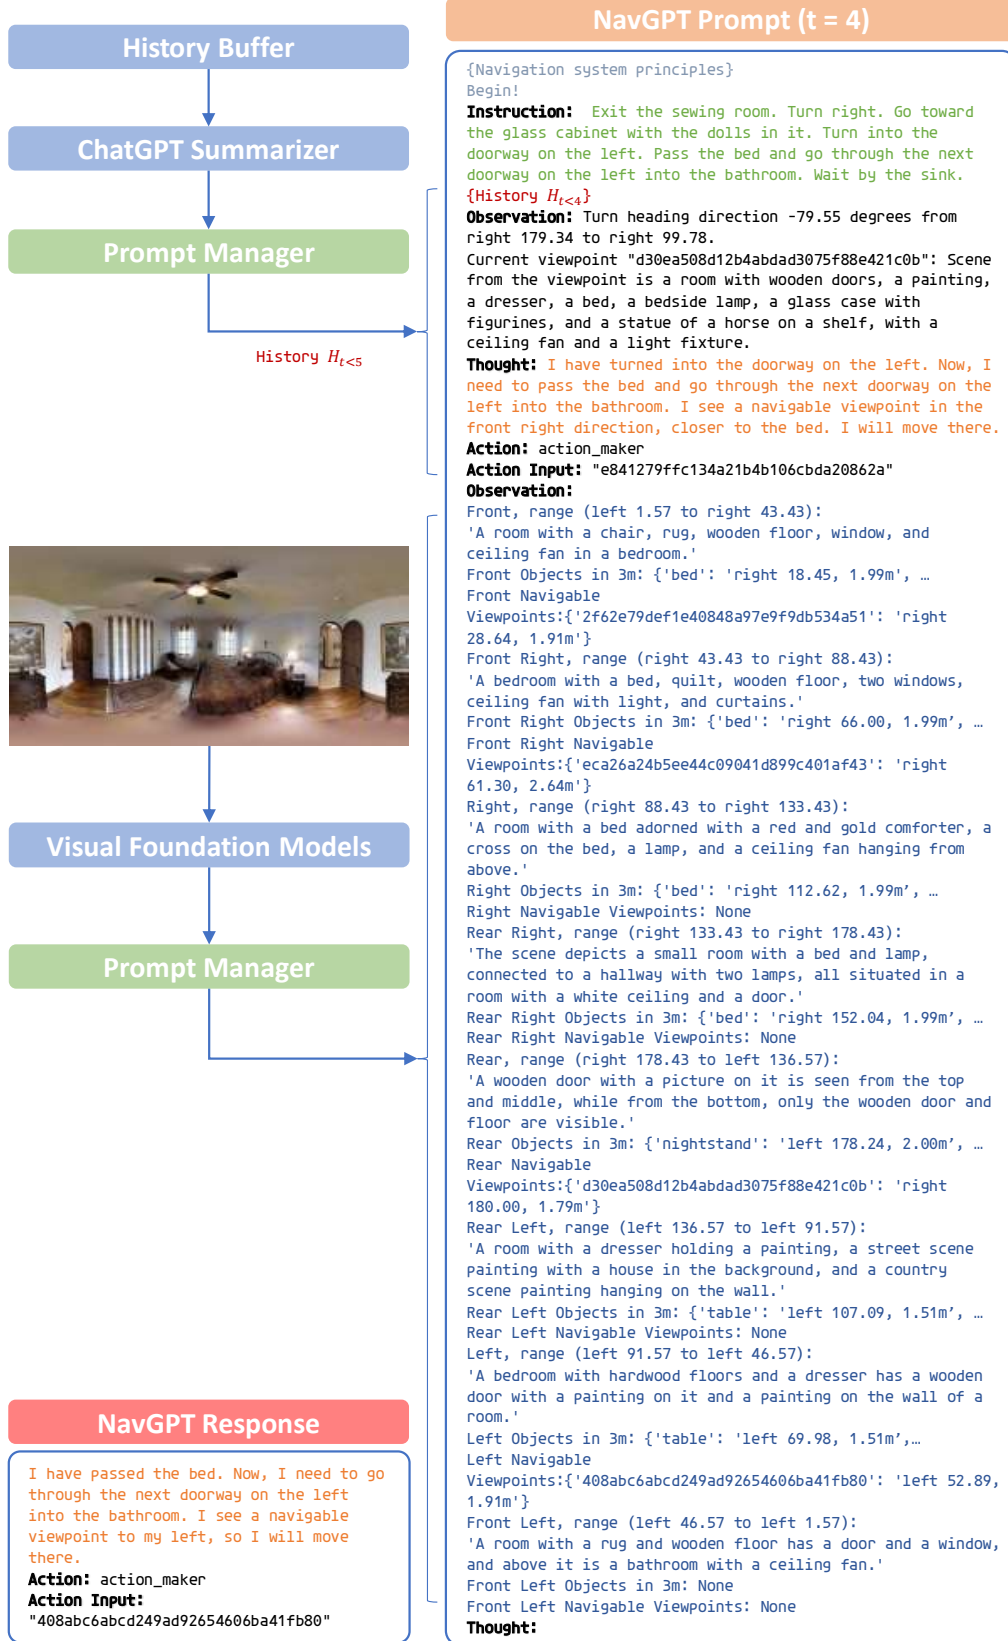 History Buffer
ChatGPT Summarizer
Prompt Manager
History H_{t<5}
Visual Foundation Models
Prompt Manager
NavGPT Response
I have passed the bed. Now, I need to go
through the next doorway on the left
into the bathroom. I see a navigable
viewpoint to my left, so I will move
there.
Action: action_maker
Action Input:
"408abc6abcd249ad92654606ba41fb80"
NavGPT Prompt (t = 4)
{Navigation system principles}
Begin!
Instruction: Exit the sewing room. Turn right. Go toward
the glass cabinet with the dolls in it. Turn into the
doorway on the left. Pass the bed and go through the next
doorway on the left into the bathroom. Wait by the sink.
{History H_{t<4}}
Observation: Turn heading direction -79.55 degrees from
right 179.34 to right 99.78.
Current viewpoint "d30ea508d12b4abdad3075f88e421c0b": Scene
from the viewpoint is a room with wooden doors, a painting,
a dresser, a bed, a bedside lamp, a glass case with
figurines, and a statue of a horse on a shelf, with a
ceiling fan and a light fixture.
Thought: I have turned into the doorway on the left. Now, I
need to pass the bed and go through the next doorway on the
left into the bathroom. I see a navigable viewpoint in the
front right direction, closer to the bed. I will move there.
Action: action_maker
Action Input: "e841279ffc134a21b4b106cbda20862a"
Observation:
Front, range (left 1.57 to right 43.43):
'A room with a chair, rug, wooden floor, window, and
ceiling fan in a bedroom.'
Front Objects in 3m: {'bed': 'right 18.45, 1.99m', …
Front Navigable
Viewpoints:{'2f62e79def1e40848a97e9f9db534a51': 'right
28.64, 1.91m'}
Front Right, range (right 43.43 to right 88.43):
'A bedroom with a bed, quilt, wooden floor, two windows,
ceiling fan with light, and curtains.'
Front Right Objects in 3m: {'bed': 'right 66.00, 1.99m’, …
Front Right Navigable
Viewpoints:{'eca26a24b5ee44c09041d899c401af43': 'right
61.30, 2.64m'}
Right, range (right 88.43 to right 133.43):
'A room with a bed adorned with a red and gold comforter, a
cross on the bed, a lamp, and a ceiling fan hanging from
above.'
Right Objects in 3m: {'bed': 'right 112.62, 1.99m’, …
Right Navigable Viewpoints: None
Rear Right, range (right 133.43 to right 178.43):
'The scene depicts a small room with a bed and lamp,
connected to a hallway with two lamps, all situated in a
room with a white ceiling and a door.'
Rear Right Objects in 3m: {'bed': 'right 152.04, 1.99m’, …
Rear Right Navigable Viewpoints: None
Rear, range (right 178.43 to left 136.57):
'A wooden door with a picture on it is seen from the top
and middle, while from the bottom, only the wooden door and
floor are visible.'
Rear Objects in 3m: {'nightstand': 'left 178.24, 2.00m’, …
Rear Navigable
Viewpoints:{'d30ea508d12b4abdad3075f88e421c0b': 'right
180.00, 1.79m'}
Rear Left, range (left 136.57 to left 91.57):
'A room with a dresser holding a painting, a street scene
painting with a house in the background, and a country
scene painting hanging on the wall.'
Rear Left Objects in 3m: {'table': 'left 107.09, 1.51m’, …
Rear Left Navigable Viewpoints: None
Left, range (left 91.57 to left 46.57):
'A bedroom with hardwood floors and a dresser has a wooden
door with a painting on it and a painting on the wall of a
room.'
Left Objects in 3m: {'table': 'left 69.98, 1.51m’,…
Left Navigable
Viewpoints:{'408abc6abcd249ad92654606ba41fb80': 'left 52.89,
1.91m'}
Front Left, range (left 46.57 to left 1.57):
'A room with a rug and wooden floor has a door and a window,
and above it is a bathroom with a ceiling fan.'
Front Left Objects in 3m: None
Front Left Navigable Viewpoints: None
Thought: